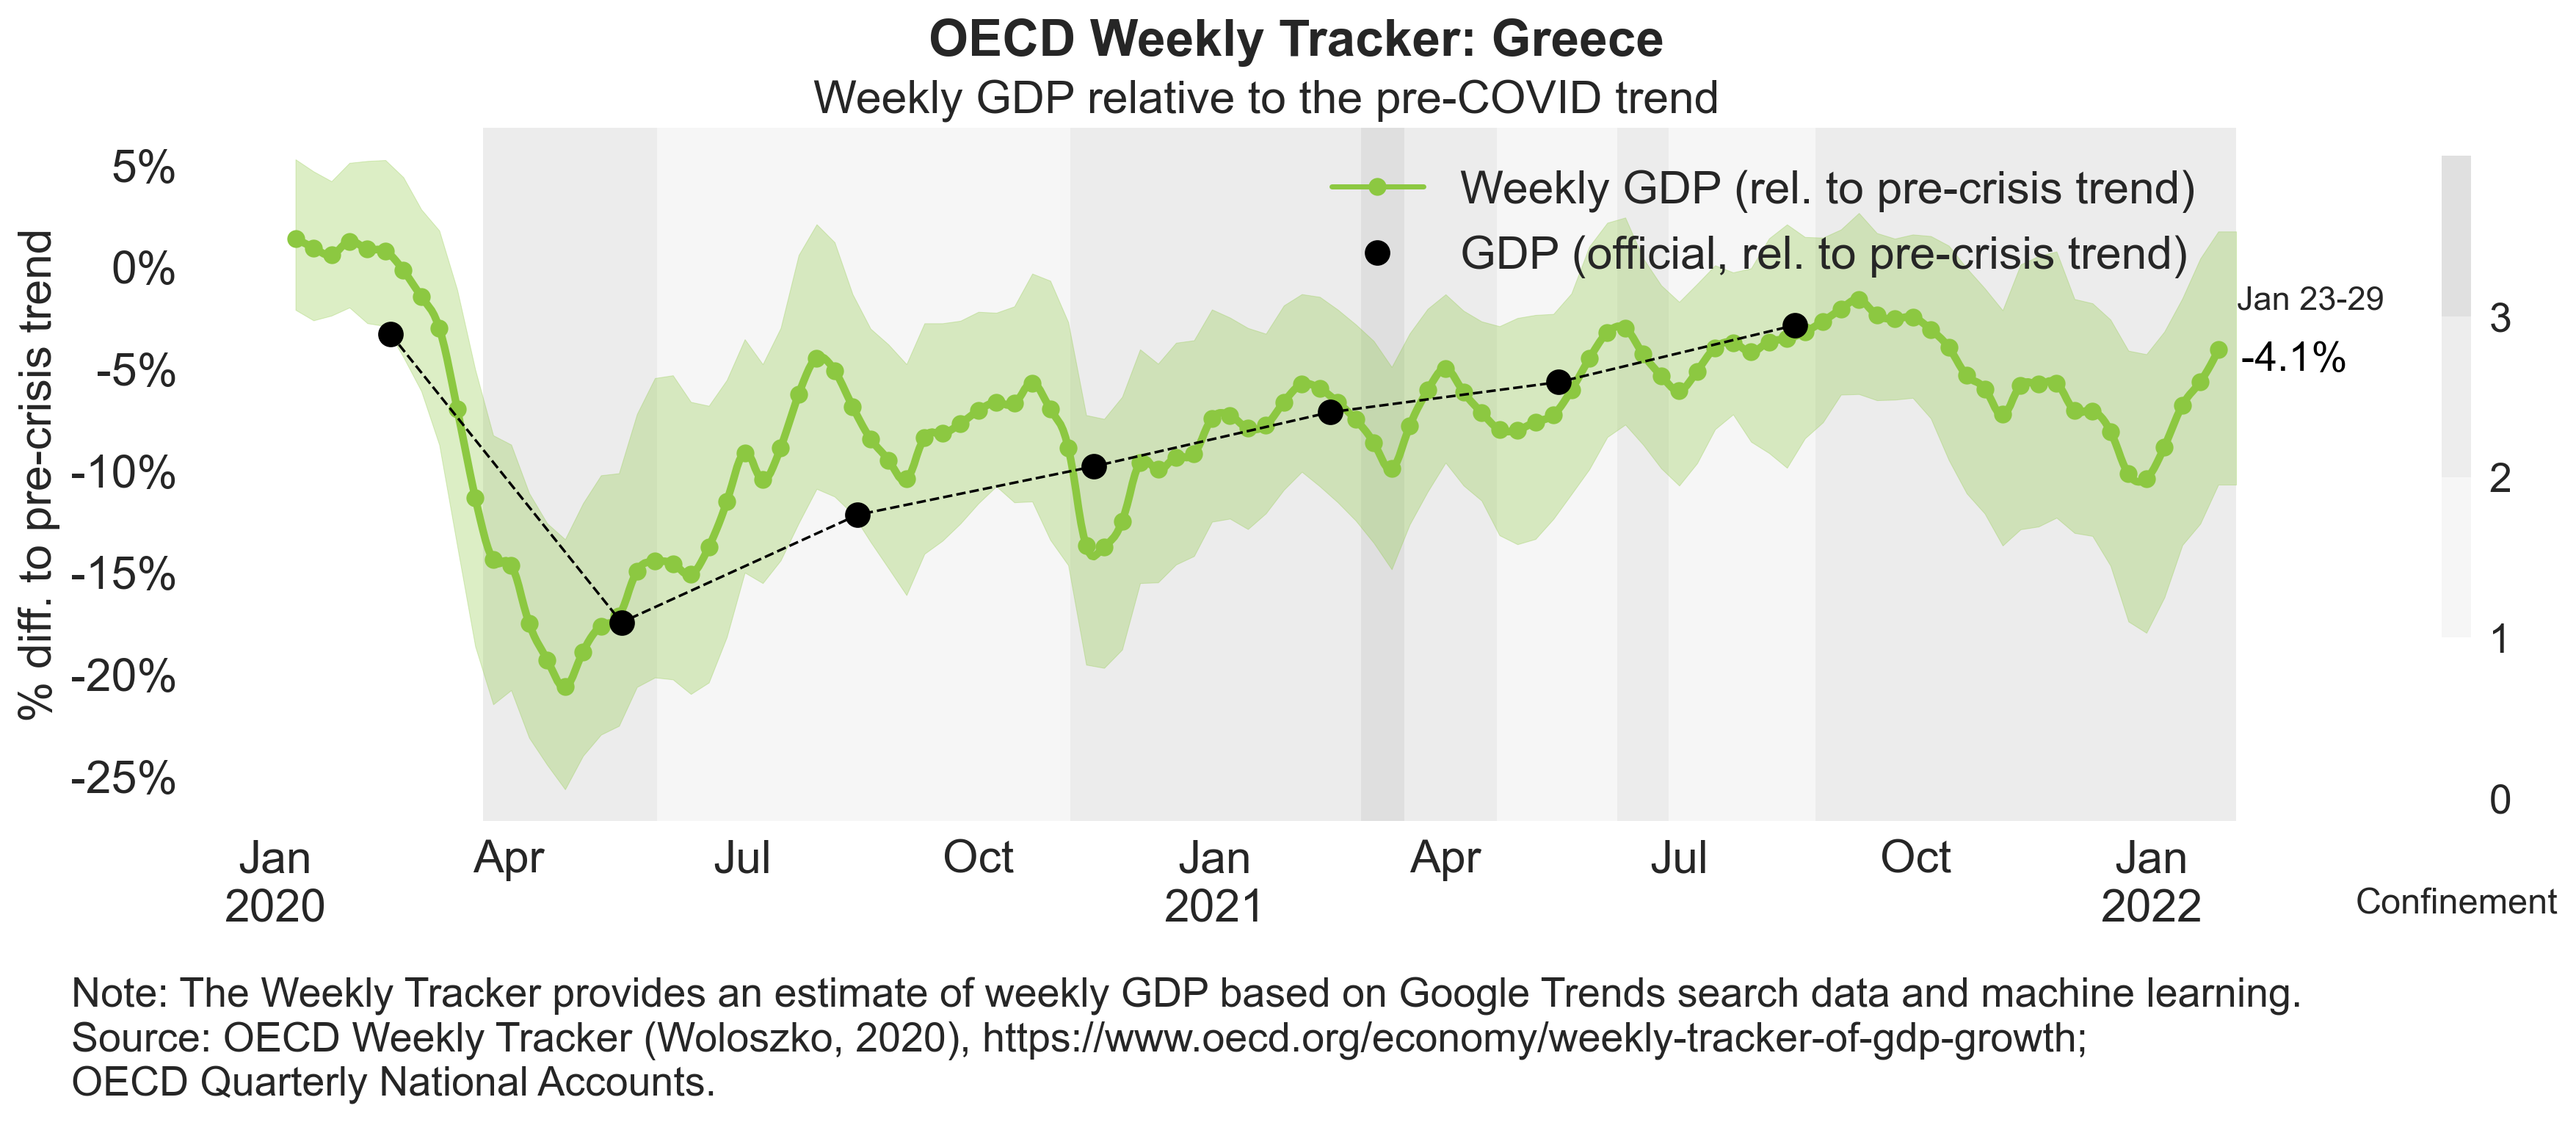 OECD Weekly Tracker: Greece
Weekly GDP relative to the pre-COVID trend
% diff. to pre-crisis trend
5%
0%
-5%
-10%
-15%
-20%
-25%
Weekly GDP (rel. to pre-crisis trend)
GDP (official, rel. to pre-crisis trend)
Jan 23-29
-4.1%
3
2
1
0
Confinement
Jan Apr Jul Oct Jan Apr Jul Oct Jan
2020 2021 2022
Note: The Weekly Tracker provides an estimate of weekly GDP based on Google Trends search data and machine learning.
Source: OECD Weekly Tracker (Woloszko, 2020), https://www.oecd.org/economy/weekly-tracker-of-gdp-growth;
OECD Quarterly National Accounts.